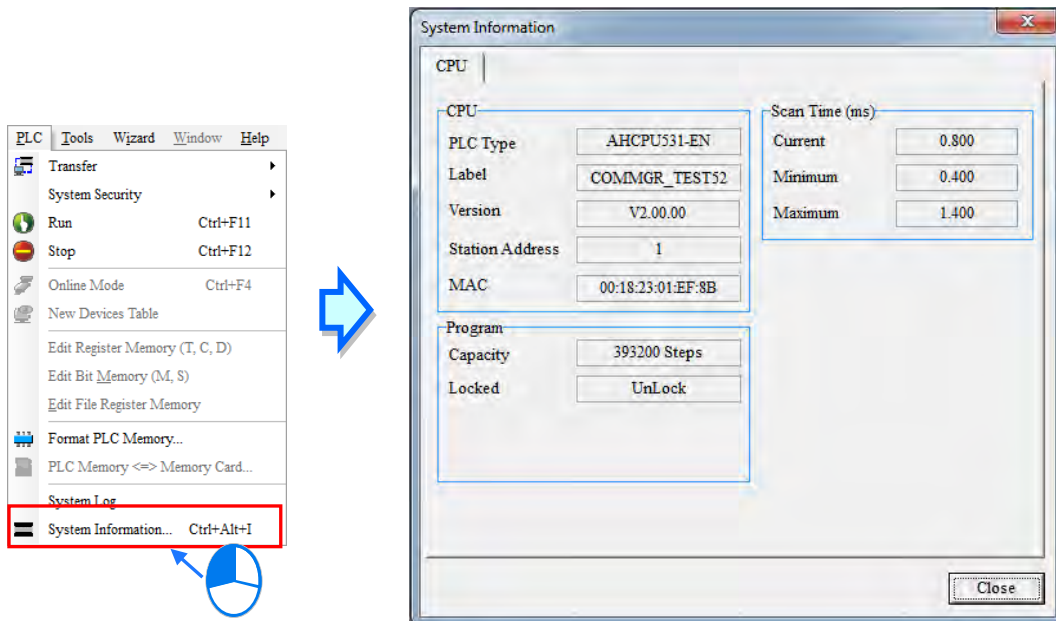 PLC Tools Wizard Window Help
Transfer
System Security
Run Ctrl+F11
Stop Ctrl+F12
Online Mode Ctrl+F4
New Devices Table
Edit Register Memory (T, C, D)
Edit Bit Memory (M, S)
Edit File Register Memory
Format PLC Memory...
PLC Memory <=> Memory Card...
System Log
System Information... Ctrl+Alt+I
System Information
CPU
CPU
PLC Type AHCPU531-EN
Label COMMGR_TEST52
Version V2.00.00
Station Address 1
MAC 00:18:23:01:EF:8B
Program
Capacity 393200 Steps
Locked UnLock
Scan Time (ms)
Current 0.800
Minimum 0.400
Maximum 1.400
Close